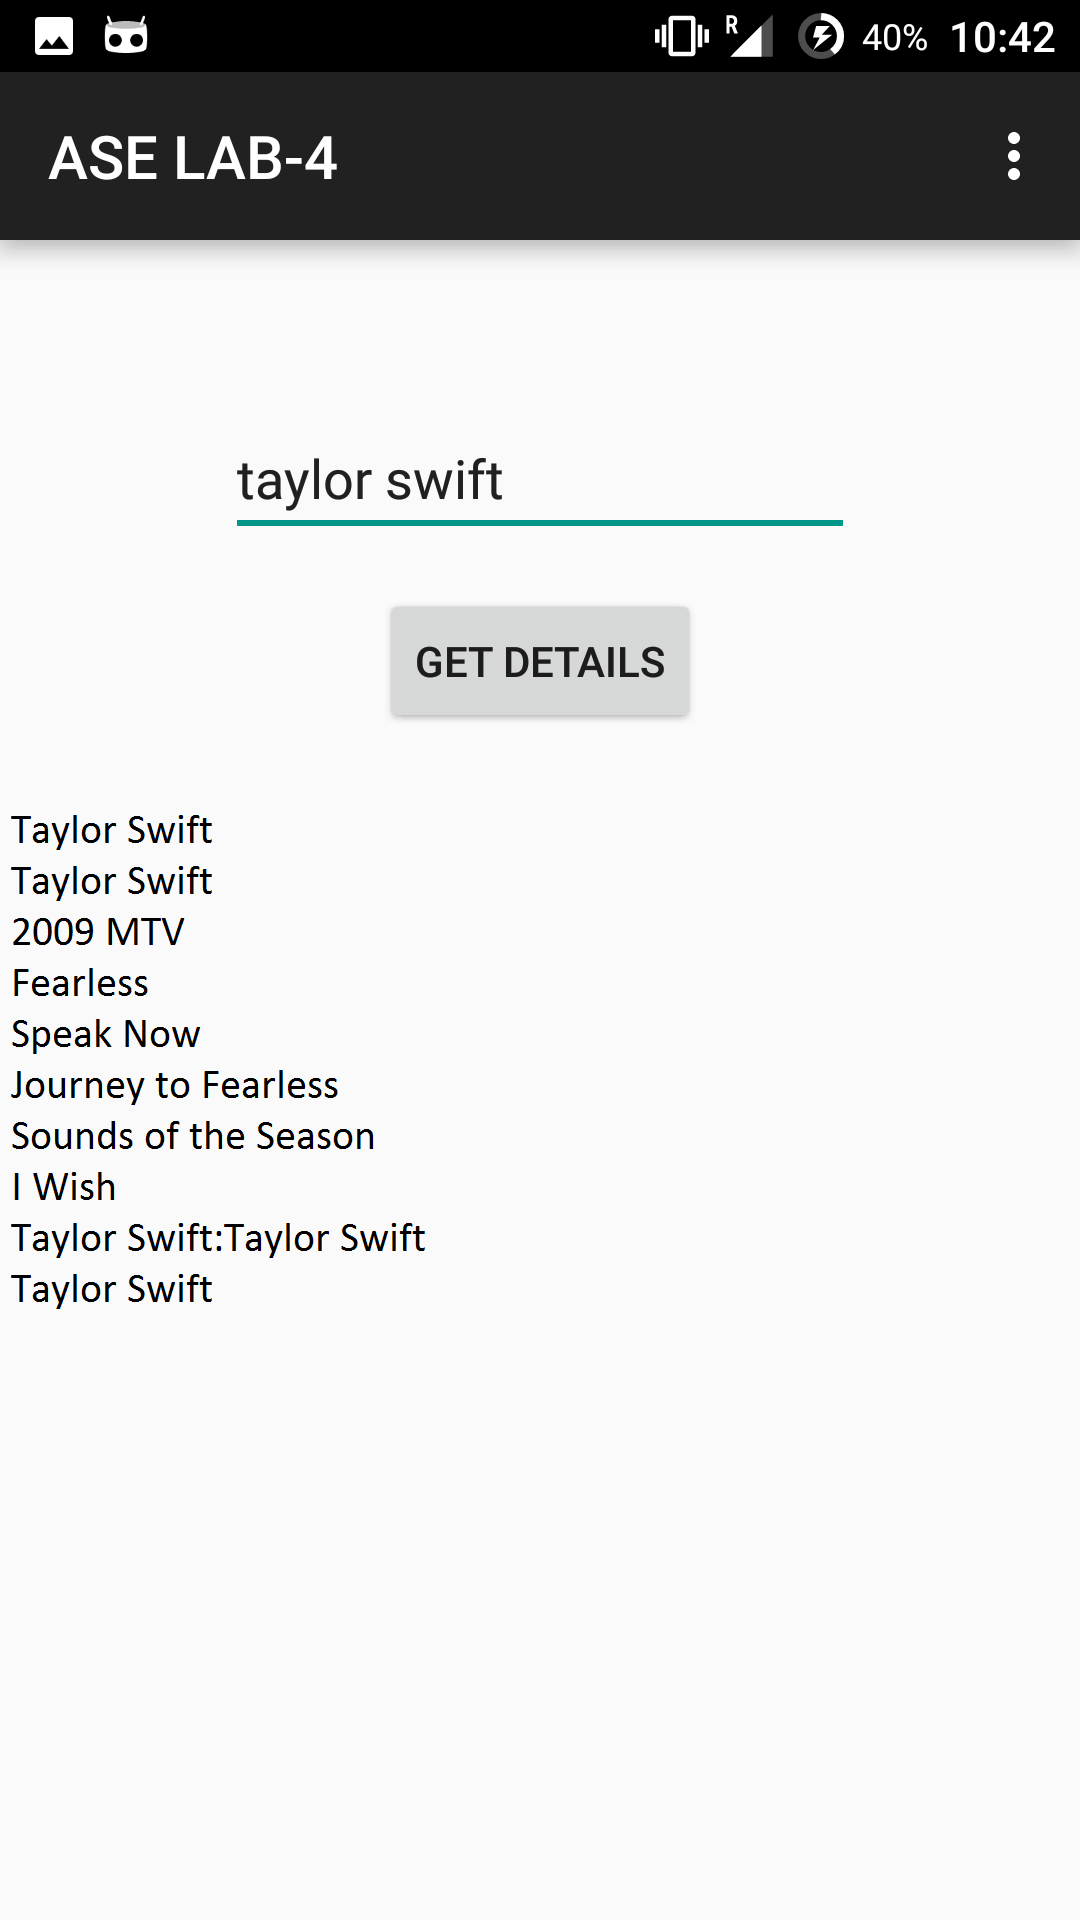 R 40% 10:42
ASE LAB-4
taylor swift
GET DETAILS
Taylor Swift
Taylor Swift
2009 MTV
Fearless
Speak Now
Journey to Fearless
Sounds of the Season
I Wish
Taylor Swift:Taylor Swift
Taylor Swift